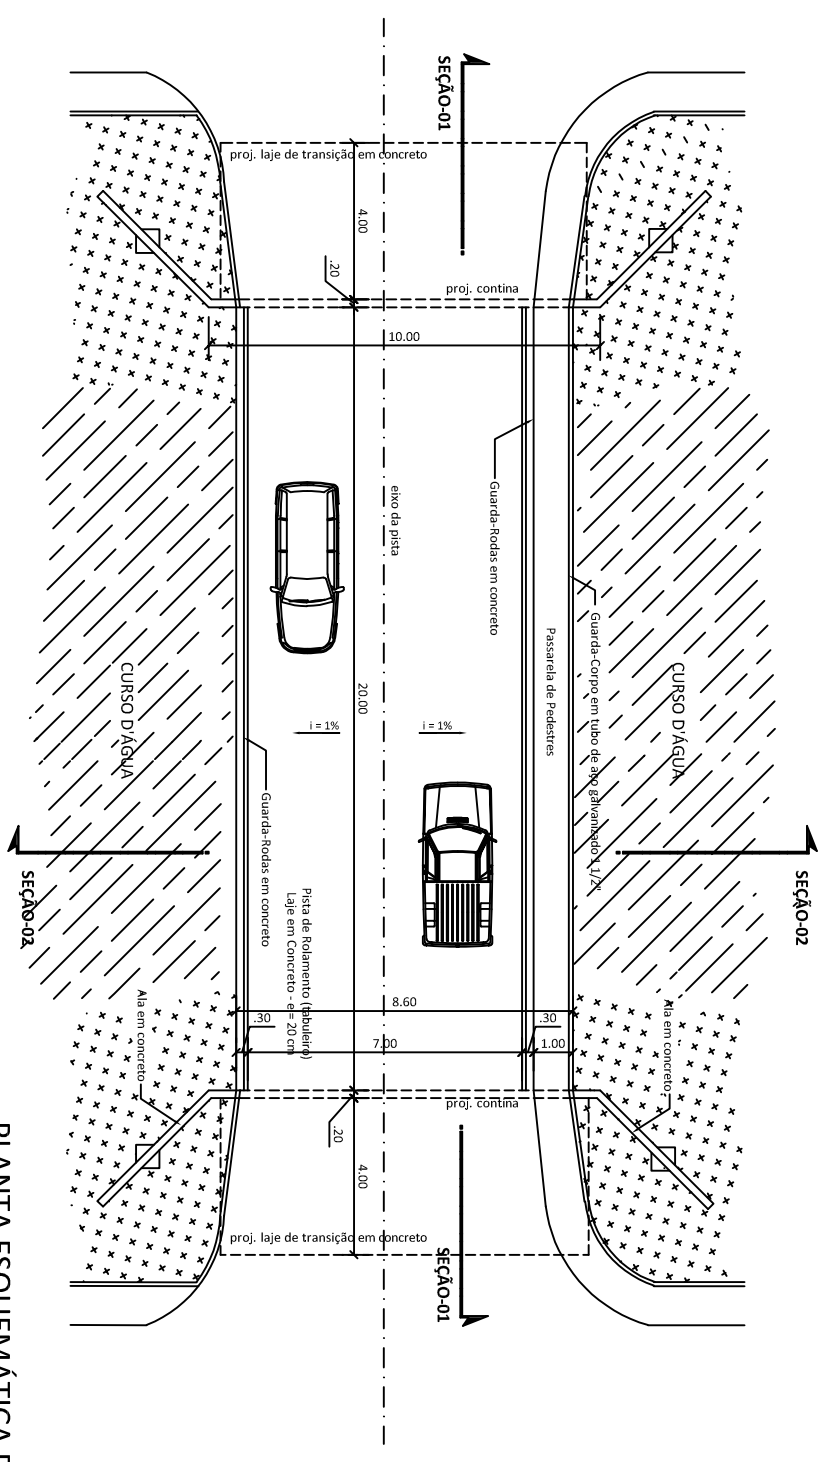 SEÇÃO-01
proj. laje de transição em concreto
4.00
.20
proj. contina
10.00
eixo da pista
Guarda-Rodas em concreto
Guarda-Corpo em tubo de aço galvanizado 1 1/2"
Passarela de Pedestres
CURSO D'ÁGUA
CURSO D'ÁGUA
20.00
i = 1%
i = 1%
Guarda-Rodas em concreto
SEÇÃO-02
SEÇÃO-02
Pista de Rolamento (tabuleiro)
Laje em Concreto - e = 20 cm
Ala em concreto
Ala em concreto
8.60
.30
.30
7.00
1.00
proj. contina
.20
4.00
proj. laje de transição em concreto
SEÇÃO-01
PLANTA ESQUEMÁTICA